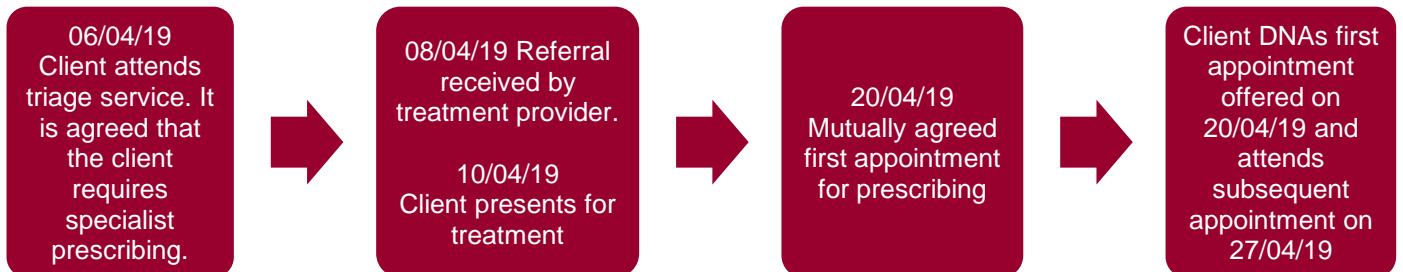 06/04/19
Client attends
triage service. It
is agreed that
the client
requires
specialist
prescribing.
08/04/19 Referral
received by
treatment provider.
10/04/19
Client presents for
treatment
20/04/19
Mutually agreed
first appointment
for prescribing
Client DNAs first
appointment
offered on
20/04/19 and
attends
subsequent
appointment on
27/04/19